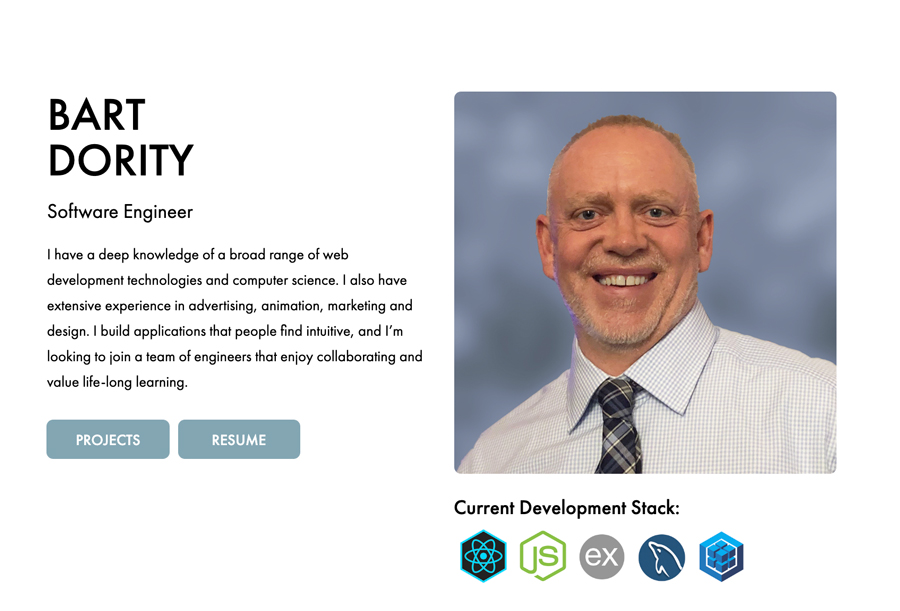 BART
DORITY
Software Engineer
I have a deep knowledge of a broad range of web
development technologies and computer science. I also have
extensive experience in advertising, animation, marketing and
design. I build applications that people find intuitive, and I’m
looking to join a team of engineers that enjoy collaborating and
value life-long learning.
PROJECTS
RESUME
Current Development Stack:
JS
ex